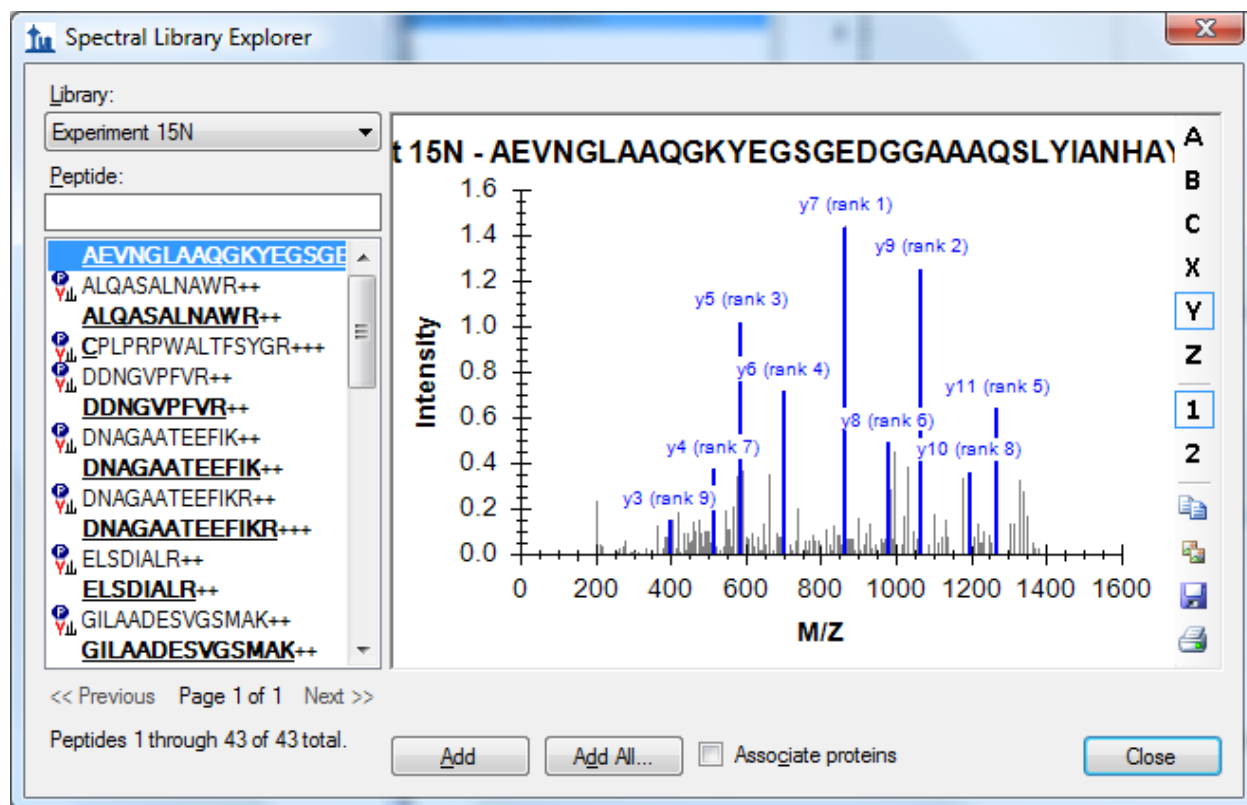 Spectral Library Explorer
Library:
Experiment 15N
Peptide:
AEVNGLAAQGKYEGSGE
ALQASALNAWR++
ALQASALNAWR++
CPLPRPWALTFSYGR+++
DDNGVPFVR++
DDNGVPFVR++
DNAGAATEEFIK++
DNAGAATEEFIK++
DNAGAATEEFIKR++
DNAGAATEEFIKR+++
ELSDIALR++
ELSDIALR++
GILAADESVGSMAK++
GILAADESVGSMAK++
<< Previous Page 1 of 1 Next >>
Peptides 1 through 43 of 43 total.
t 15N - AEVNGLAAQGKYEGSGEDGGAAAQSLYIANHAY
Intensity
1.6
1.4
1.2
1.0
0.8
0.6
0.4
0.2
0.0
y7 (rank 1)
y9 (rank 2)
y5 (rank 3)
y6 (rank 4)
y11 (rank 5)
y8 (rank 6)
y4 (rank 7)
y10 (rank 8)
y3 (rank 9)
0 200 400 600 800 1000 1200 1400 1600
M/Z
A
B
C
X
Y
Z
1
2
Add
Add All...
Associate proteins
Close